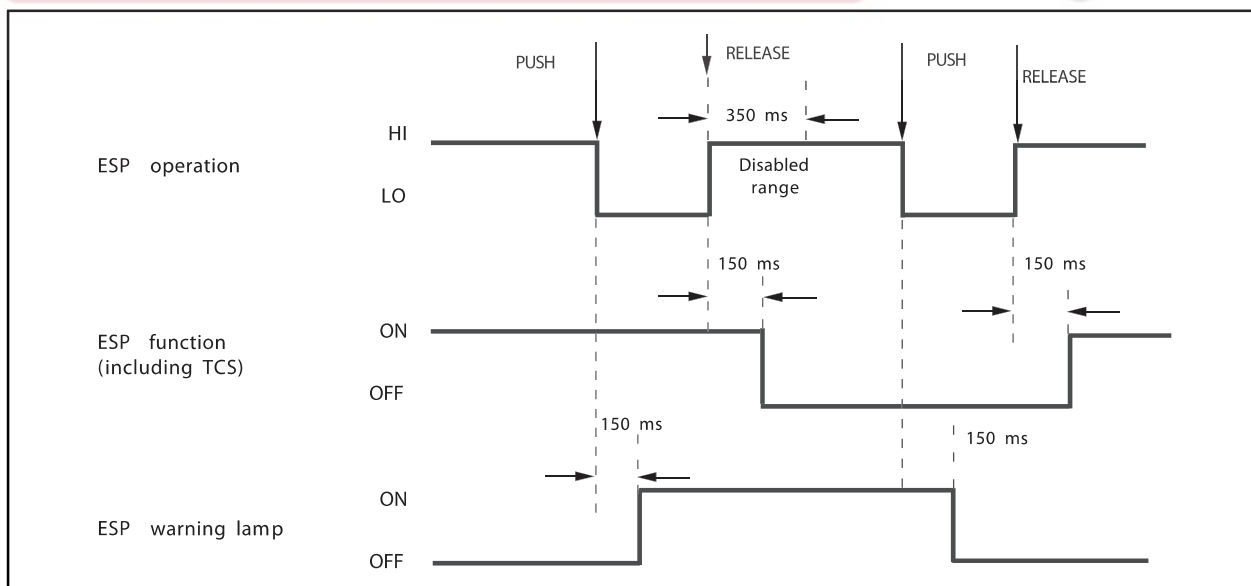 PUSH
RELEASE
PUSH
RELEASE
350 ms
HI
ESP operation
Disabled
range
LO
150 ms
150 ms
ON
ESP function
(including TCS)
OFF
150 ms
150 ms
ON
ESP warning lamp
OFF